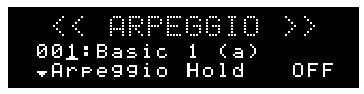 << ARPEGGIO >>
001:Basic 1 (a)
Arpeggio Hold OFF